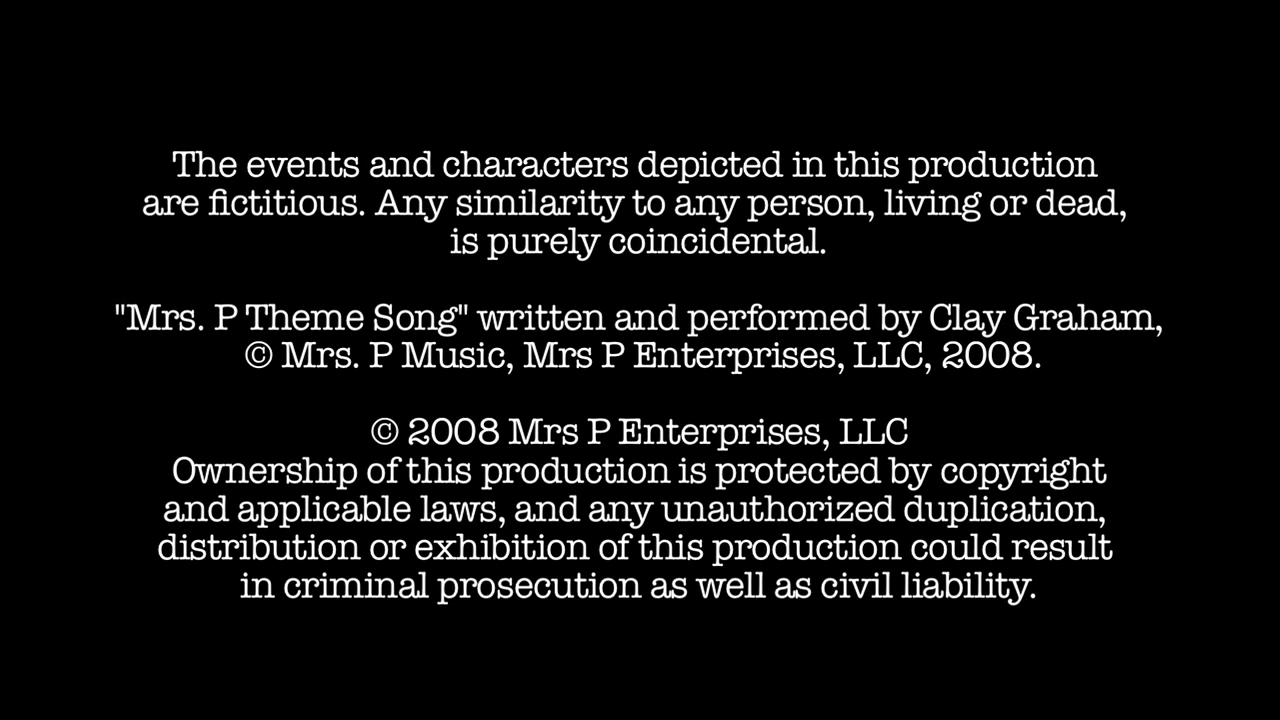 The events and characters depicted in this production
are fictitious. Any similarity to any person, living or dead,
is purely coincidental.
"Mrs. P Theme Song" written and performed by Clay Graham,
© Mrs. P Music, Mrs P Enterprises, LLC, 2008.
© 2008 Mrs P Enterprises, LLC
Ownership of this production is protected by copyright
and applicable laws, and any unauthorized duplication,
distribution or exhibition of this production could result
in criminal prosecution as well as civil liability.